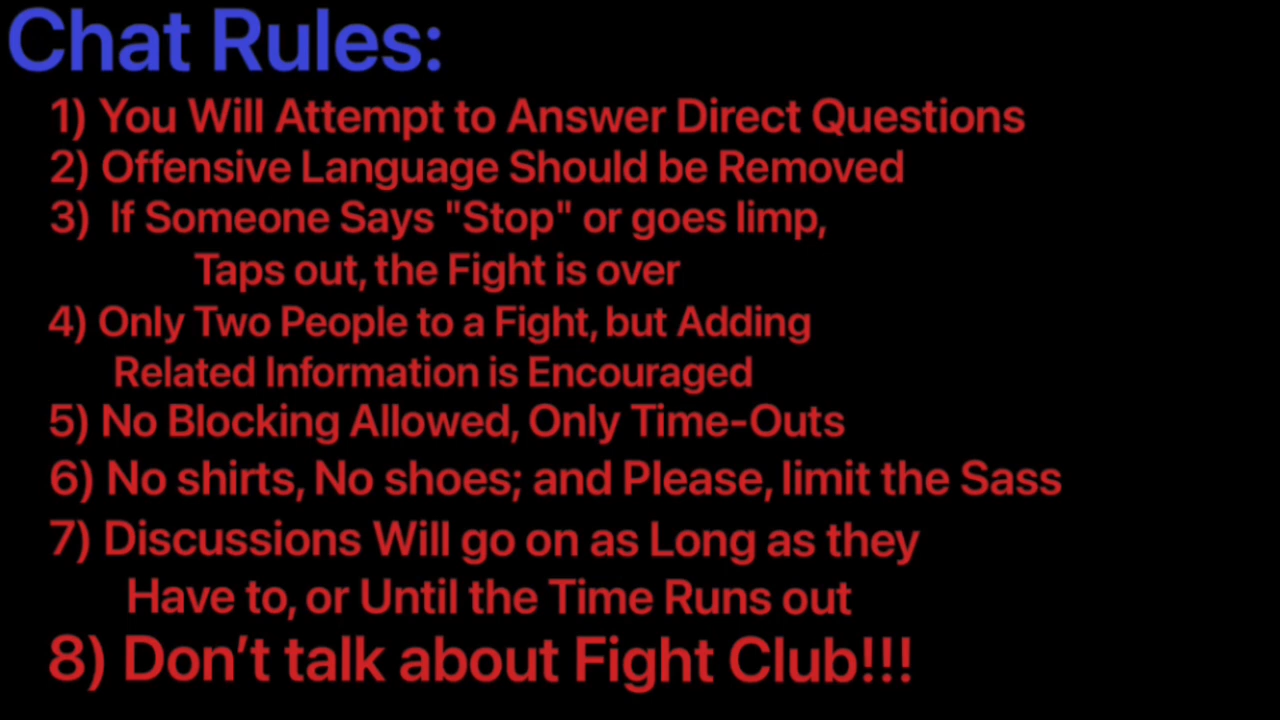 Chat Rules:
1) You Will Attempt to Answer Direct Questions
2) Offensive Language Should be Removed
3) If Someone Says "Stop" or goes limp,
Taps out, the Fight is over
4) Only Two People to a Fight, but Adding
Related Information is Encouraged
5) No Blocking Allowed, Only Time-Outs
6) No shirts, No shoes; and Please, limit the Sass
7) Discussions Will go on as Long as they
Have to, or Until the Time Runs out
8) Don’t talk about Fight Club!!!